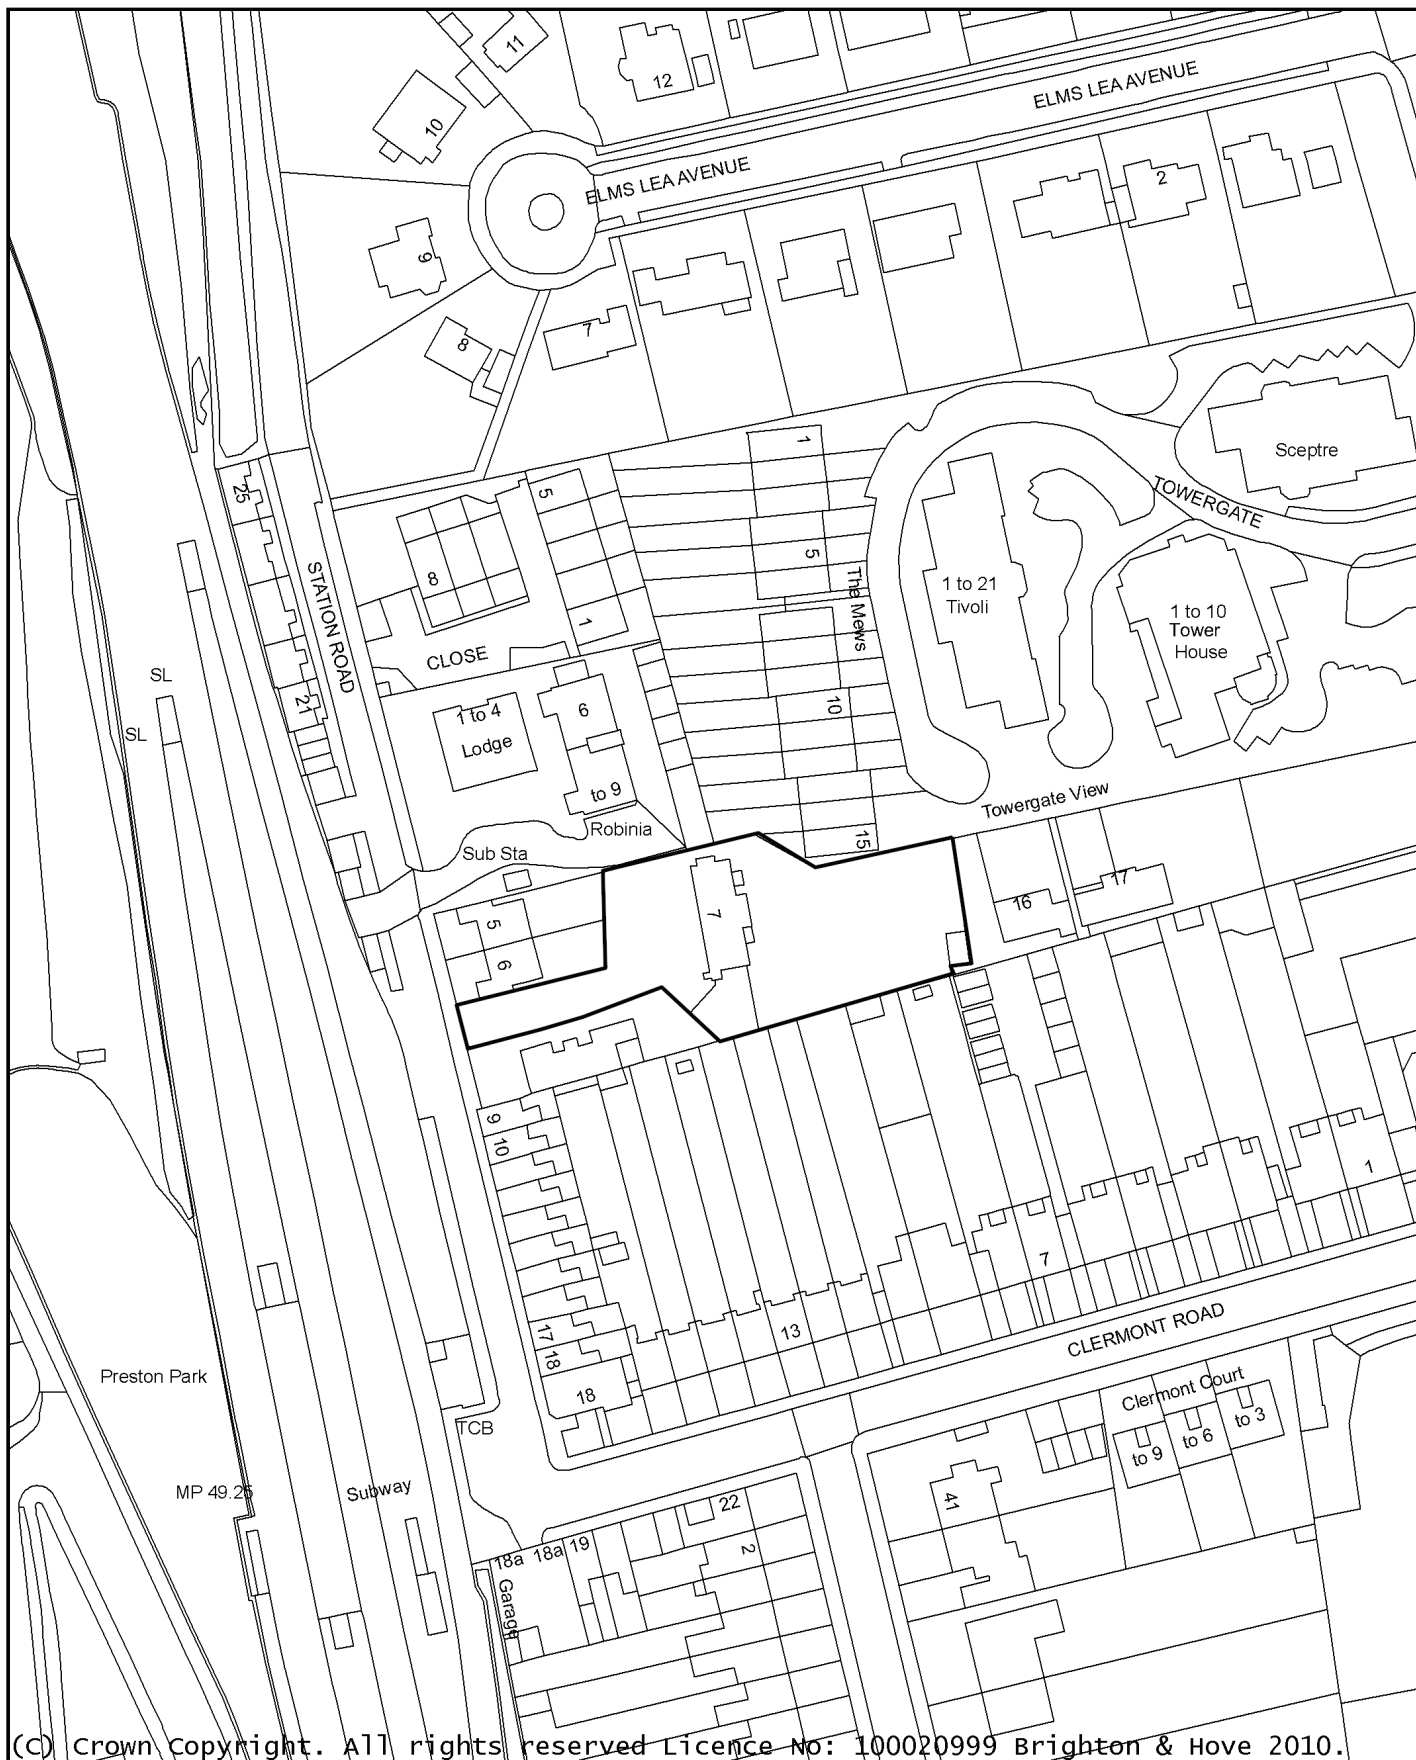 11
12
ELMS LEA AVENUE
10
ELMS LEA AVENUE
2
9
7
8
1
Sceptre
5
25
TOWERGATE
5
8
STATION ROAD
The Mews
1 to 21
Tivoli
1 to 10
Tower
House
1
CLOSE
SL
21
1 to 4
Lodge
6
10
SL
to 9
Towergate View
Robinia
15
Sub Sta
17
16
5
7
6
9
10
1
7
17
13
18
CLERMONT ROAD
18
Preston Park
Clermont Court
TCB
to 3
to 6
to 9
MP 49.25
Subway
22
41
18a
18a
19
2
Garage
(C) Crown Copyright. All rights reserved Licence No: 100020999 Brighton & Hove 2010.